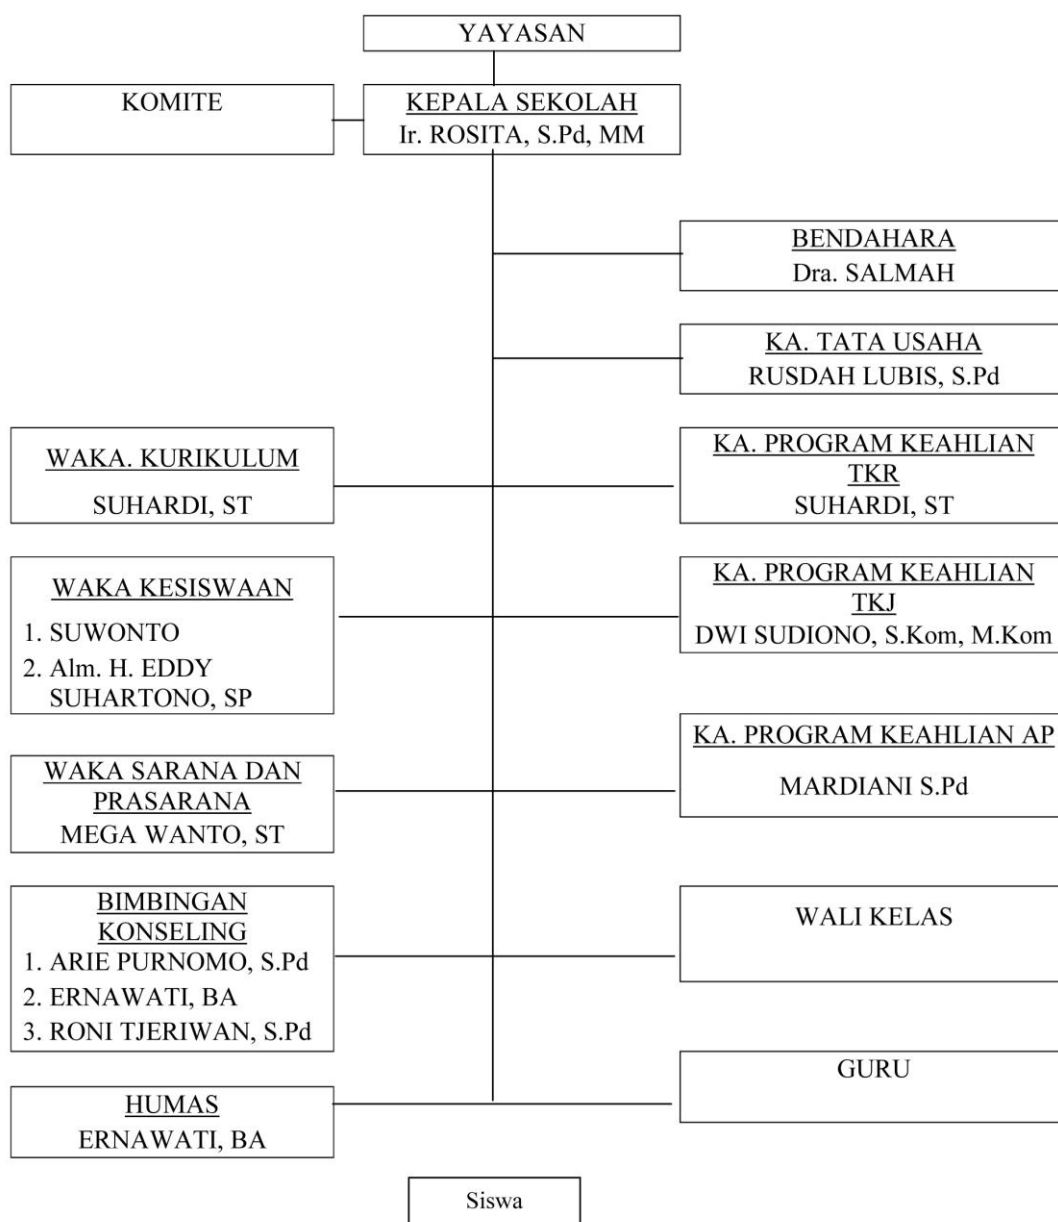 YAYASAN
KOMITE
KEPALA SEKOLAH
Ir. ROSITA, S.Pd, MM
BENDAHARA
Dra. SALMAH
KA. TATA USAHA
RUSDAH LUBIS, S.Pd
WAKA. KURIKULUM
SUHARDI, ST
KA. PROGRAM KEAHLIAN
TKR
SUHARDI, ST
WAKA KESISWAAN
1. SUWONTO
2. Alm. H. EDDY
SUHARTONO, SP
KA. PROGRAM KEAHLIAN
TKJ
DWI SUDIONO, S.Kom, M.Kom
WAKA SARANA DAN
PRASARANA
MEGA WANTO, ST
KA. PROGRAM KEAHLIAN AP
MARDIANI S.Pd
BIMBINGAN
KONSELING
1. ARIE PURNOMO, S.Pd
2. ERNAWATI, BA
3. RONI TJERIWAN, S.Pd
WALI KELAS
HUMAS
ERNAWATI, BA
GURU
Siswa